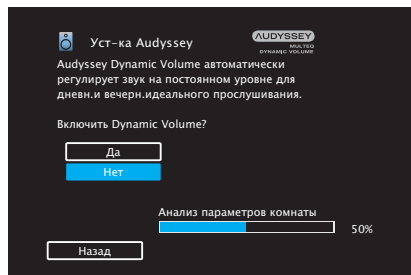 Уст-ка Audyssey
AUDYSSEY
MULTEQ
DYNAMIC VOLUME
Audyssey Dynamic Volume автоматически
регулирует звук на постоянном уровне для
дневн.и вечерн.идеального прослушивания.
Включить Dynamic Volume?
Да
Нет
Анализ параметров комнаты
50%
Назад